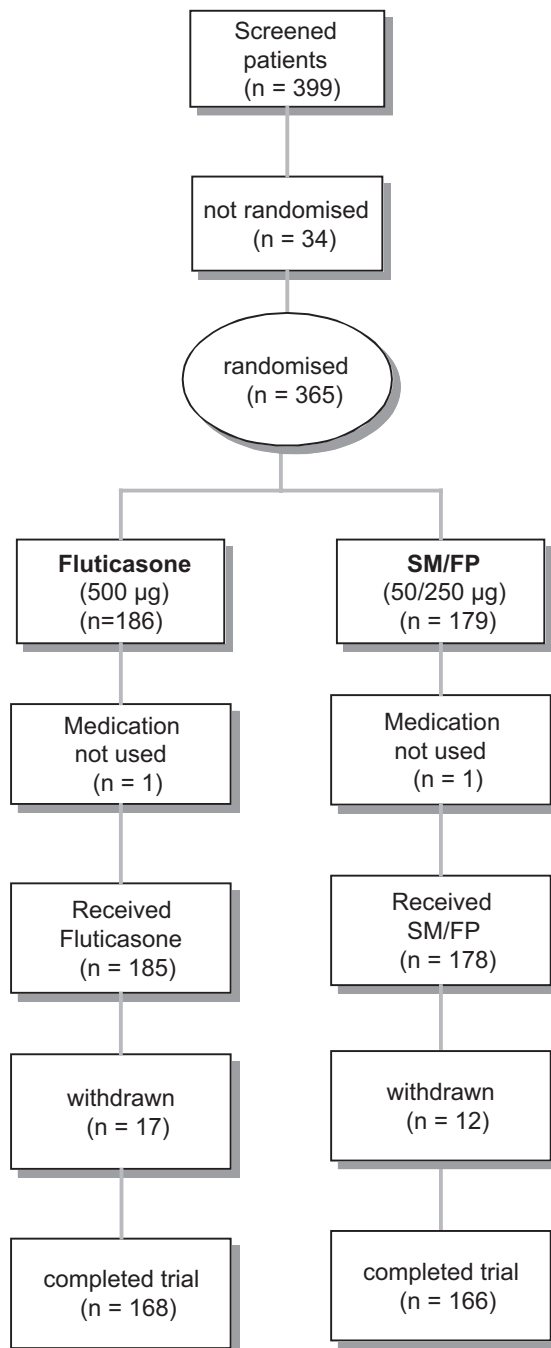 Screened
patients
(n = 399)
not randomised
(n = 34)
randomised
(n = 365)
Fluticasone
(500 µg)
(n=186)
Medication
not used
(n = 1)
Received
Fluticasone
(n = 185)
withdrawn
(n = 17)
completed trial
(n = 168)
SM/FP
(50/250 µg)
n = 179)
Medication
not used
(n = 1)
Received
SM/FP
(n = 178)
withdrawn
(n = 12)
completed trial
(n = 166)